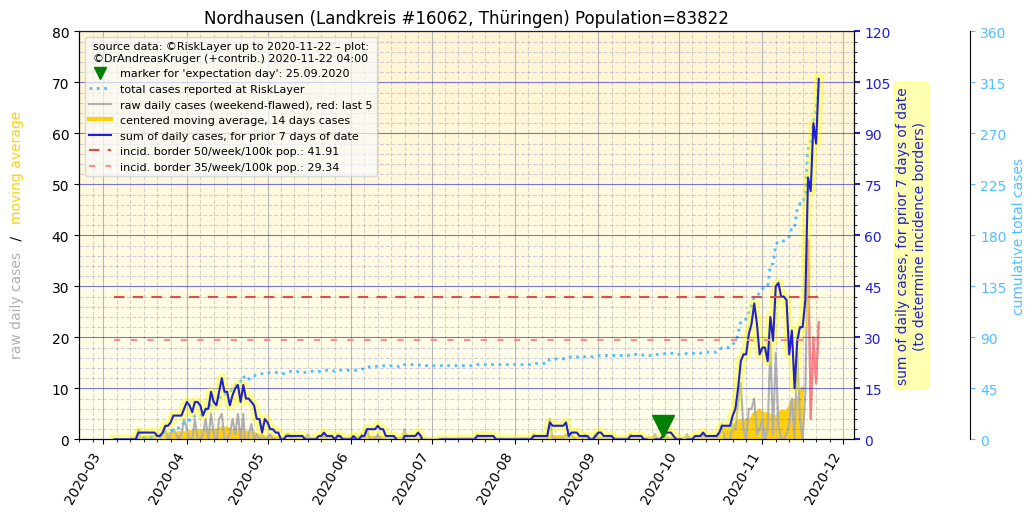 Nordhausen (Landkreis #16062, Thüringen) Population=83822
source data: ©RiskLayer up to 2020-11-22 – plot:
©DrAndreasKruger (+contrib.) 2020-11-22 04:00
marker for 'expectation day': 25.09.2020
total cases reported at RiskLayer
raw daily cases (weekend-flawed), red: last 5
centered moving average, 14 days cases
sum of daily cases, for prior 7 days of date
incid. border 50/week/100k pop.: 41.91
incid. border 35/week/100k pop.: 29.34
raw daily cases / moving average
80
70
60
50
40
30
20
10
0
120
105
90
75
60
45
30
15
0
sum of daily cases, for prior 7 days of date
(to determine incidence borders)
360
315
270
225
180
135
90
45
0
cumulative total cases
2020-03
2020-04
2020-05
2020-06
2020-07
2020-08
2020-09
2020-10
2020-11
2020-12